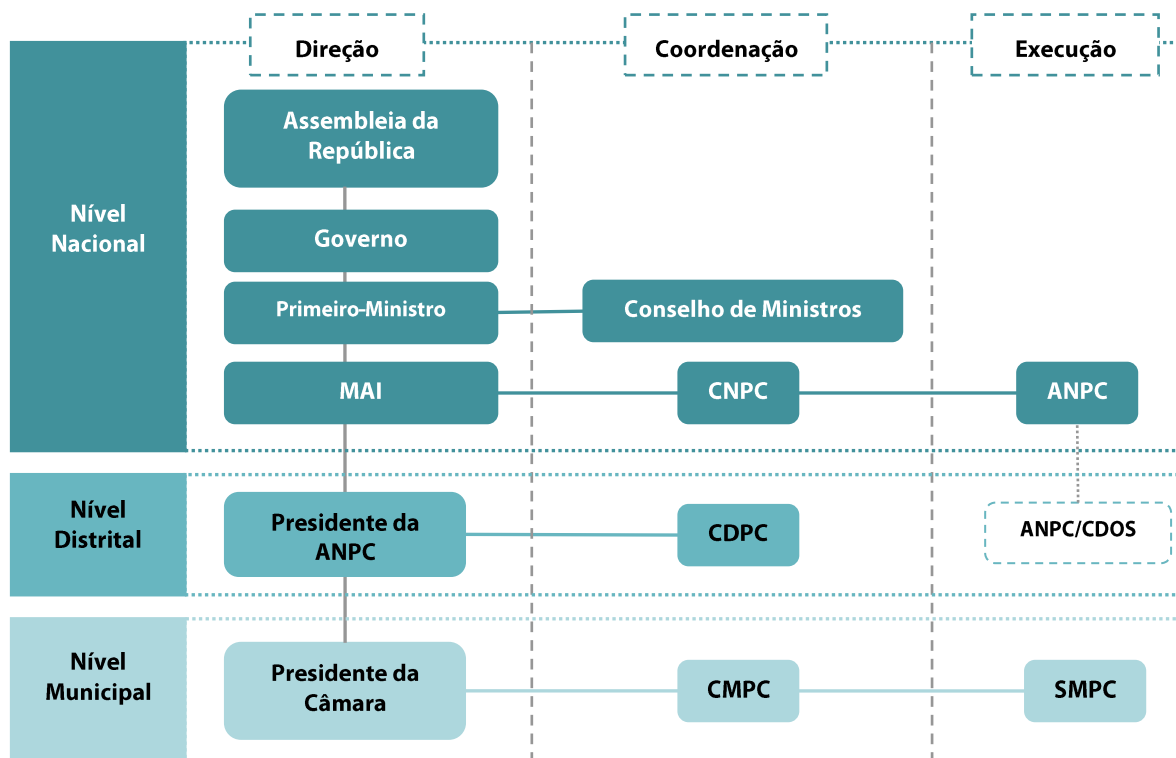 Direção
Coordenação
Execução
Nível
Nacional
Assembleia da
República
Governo
Primeiro-Ministro
Conselho de Ministros
MAI
CNPC
ANPC
Nível
Distrital
Presidente da
ANPC
CDPC
ANPC/CDOS
Nível
Municipal
Presidente da
Câmara
CMPC
SMPC